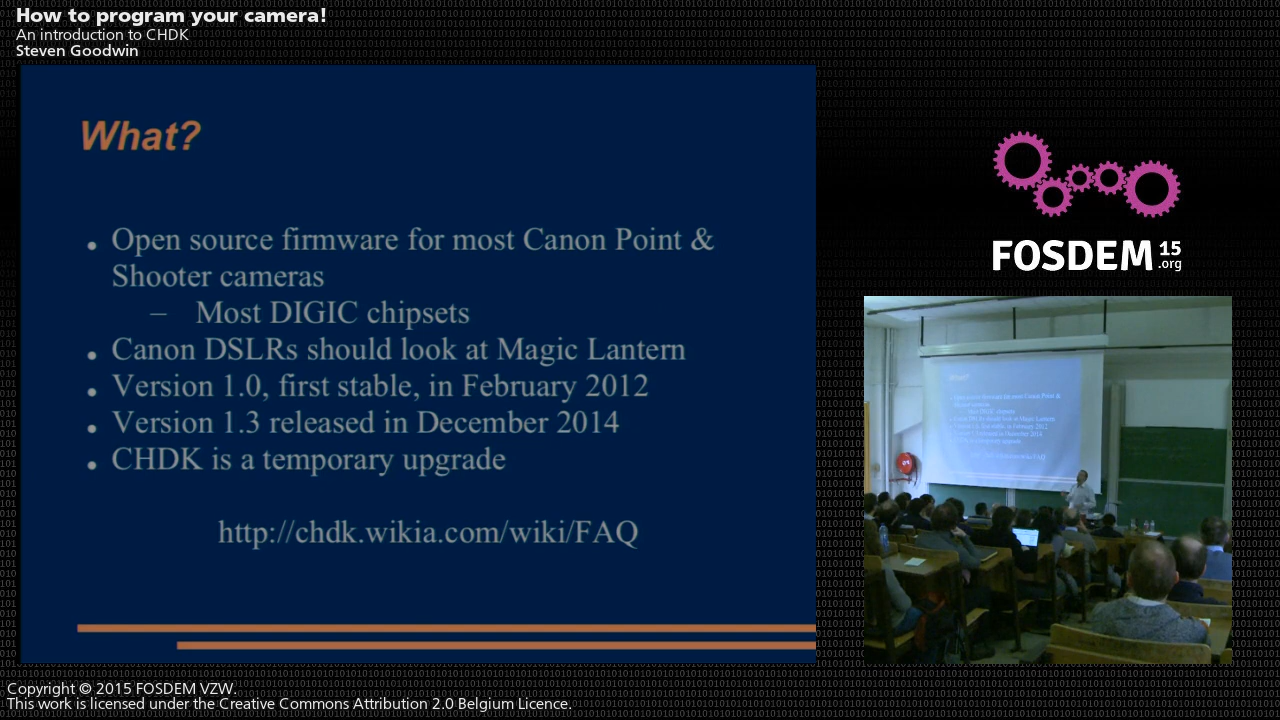 How to program your camera!
An introduction to CHDK
Steven Goodwin
What?
• Open source firmware for most Canon Point &
Shooter cameras
– Most DIGIC chipsets
• Canon DSLRs should look at Magic Lantern
• Version 1.0, first stable, in February 2012
• Version 1.3 released in December 2014
• CHDK is a temporary upgrade
http://chdk.wikia.com/wiki/FAQ
FOSDEM 15
.org
Copyright © 2015 FOSDEM VZW.
This work is licensed under the Creative Commons Attribution 2.0 Belgium Licence.